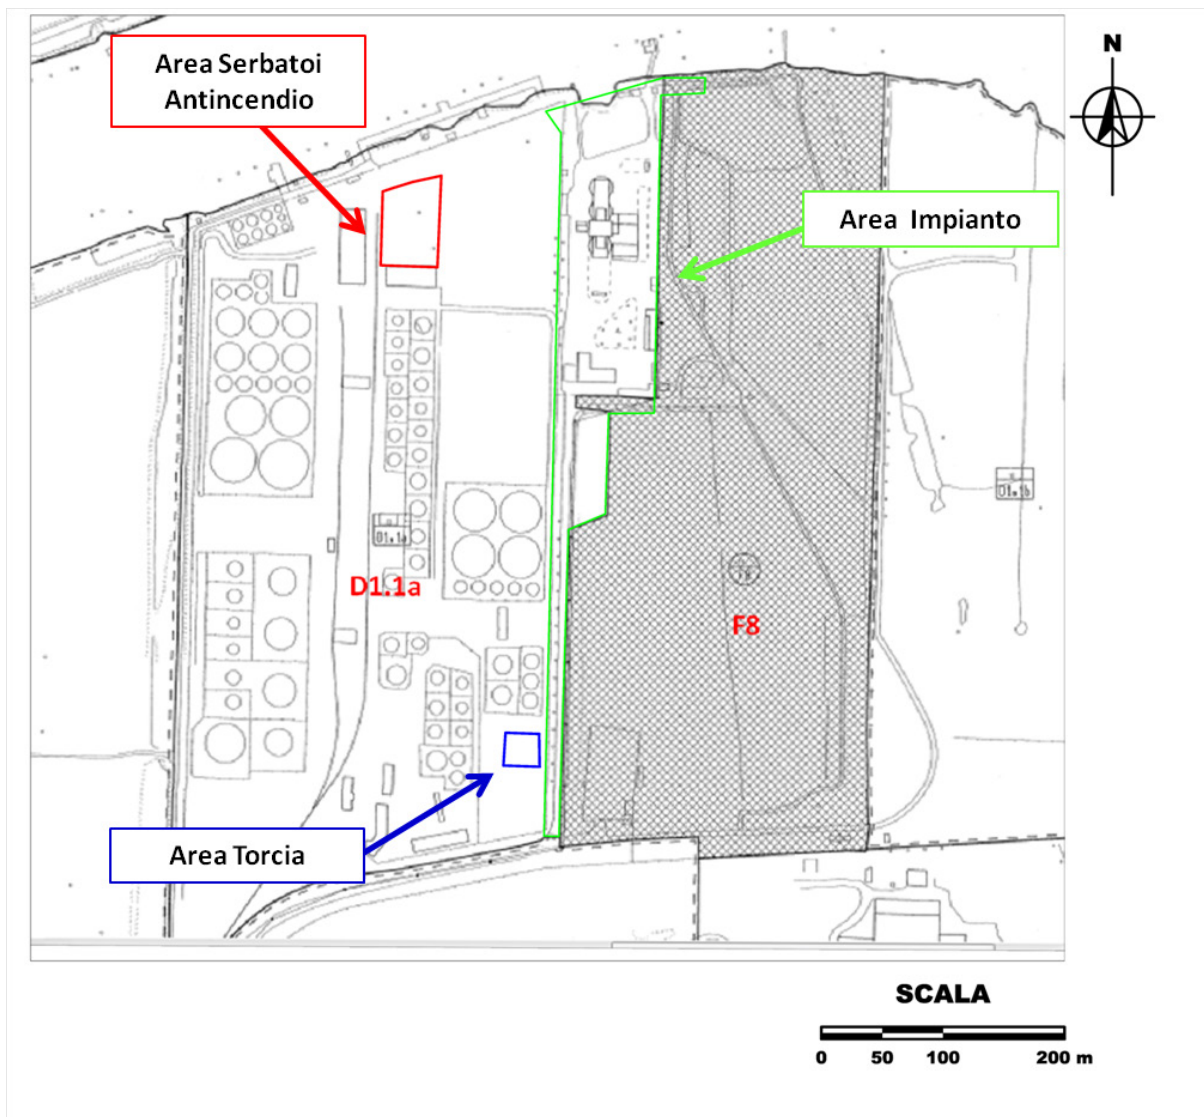 Area Serbatoi
Antincendio
N
Area Impianto
D1.1b
D1.1a
D1.1a
F8
F8
Area Torcia
SCALA
0 50 100 200 m